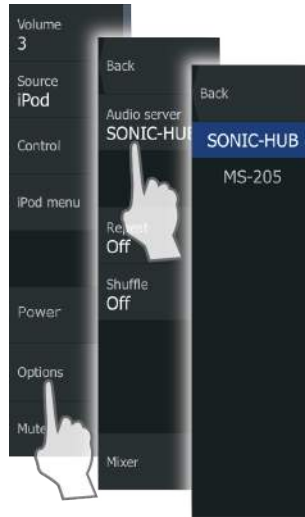 Volume
3
Source
iPod
Control
iPod menu
Power
Options
Mute
Back
Audio server
SONIC-HU
Repeat
Off
Shuffle
Off
Mixer
Back
SONIC-HUB
MS-205